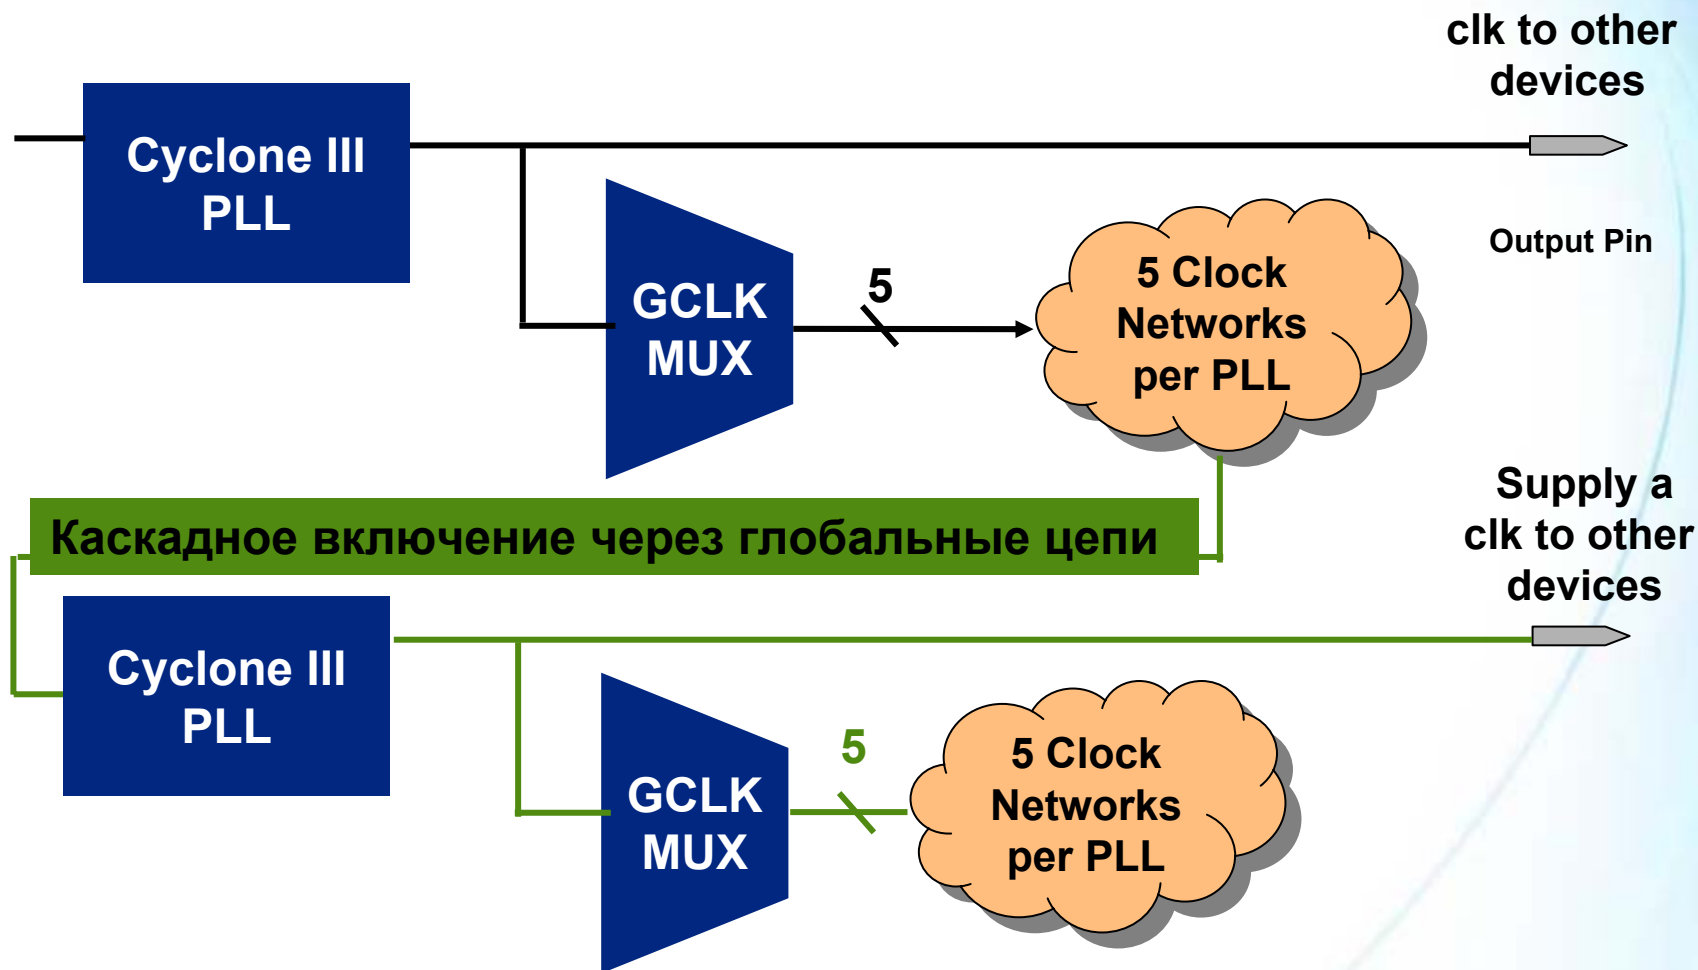 clk to other
devices
Cyclone III
PLL
Output Pin
GCLK
MUX
5
5 Clock
Networks
per PLL
Каскадное включение через глобальные цепи
Supply a
clk to other
devices
Cyclone III
PLL
GCLK
MUX
5
5 Clock
Networks
per PLL